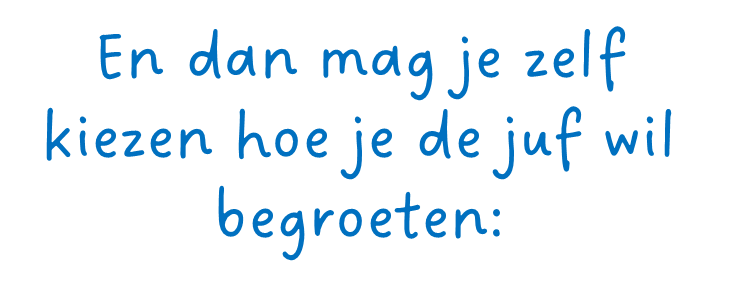 En dan mag je zelf
kiezen hoe je de juf wil
begroeten: